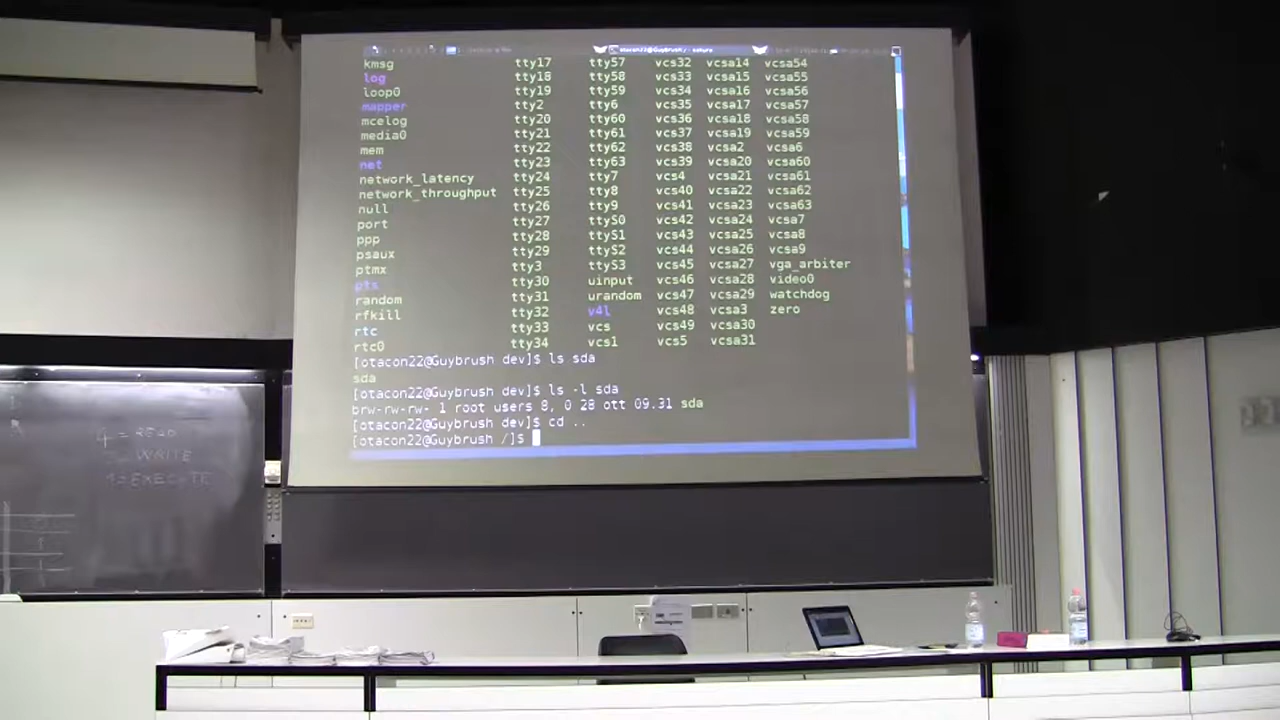 kmsg tty17 tty57 vcs32 vcsa14 vcsa54
log tty18 tty58 vcs33 vcsa15 vcsa55
loop0 tty19 tty59 vcs34 vcsa16 vcsa56
mapper tty2 tty6 vcs35 vcsa17 vcsa57
mcelog tty20 tty60 vcs36 vcsa18 vcsa58
media0 tty21 tty61 vcs37 vcsa19 vcsa59
mem tty22 tty62 vcs38 vcsa2 vcsa6
net tty23 tty63 vcs39 vcsa20 vcsa60
network_latency tty24 tty7 vcs4 vcsa21 vcsa61
network_throughput tty25 tty8 vcs40 vcsa22 vcsa62
null tty26 tty9 vcs41 vcsa23 vcsa63
port tty27 ttyS0 vcs42 vcsa24 vcsa7
ppp tty28 ttyS1 vcs43 vcsa25 vcsa8
psaux tty29 ttyS2 vcs44 vcsa26 vcsa9
ptmx tty3 ttyS3 vcs45 vcsa27 vga_arbiter
pts tty30 uinput vcs46 vcsa28 video0
random tty31 urandom vcs47 vcsa29 watchdog
rfkill tty32 v4l vcs48 vcsa3 zero
rtc tty33 vcs vcs49 vcsa30
rtc0 tty34 vcs1 vcs5 vcsa31
[otacon22@Guybrush dev]$ ls sda
sda
[otacon22@Guybrush dev]$ ls -l sda
brw-rw-rw- 1 root users 8, 0 28 ott 09.31 sda
[otacon22@Guybrush dev]$ cd ..
[otacon22@Guybrush /]$
4 = READ
= WRITE
1 = EXECUTE